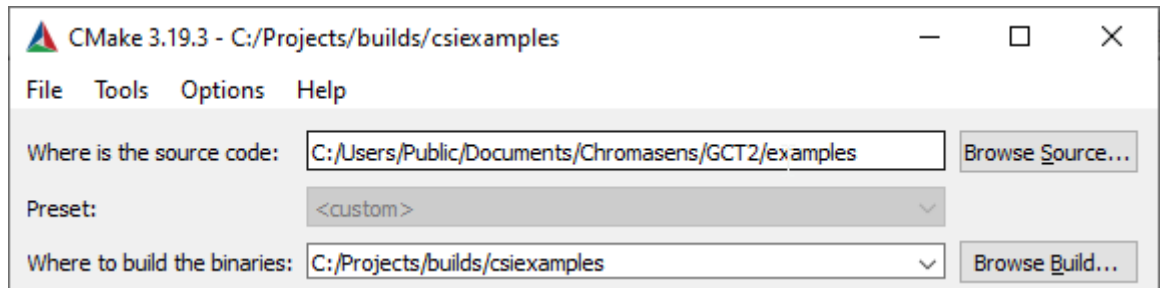 CMake 3.19.3 - C:/Projects/builds/csiexamples
File Tools Options Help
Where is the source code: C:/Users/Public/Documents/Chromasens/GCT2/examples Browse Source...
Preset: <custom>
Where to build the binaries: C:/Projects/builds/csiexamples Browse Build...